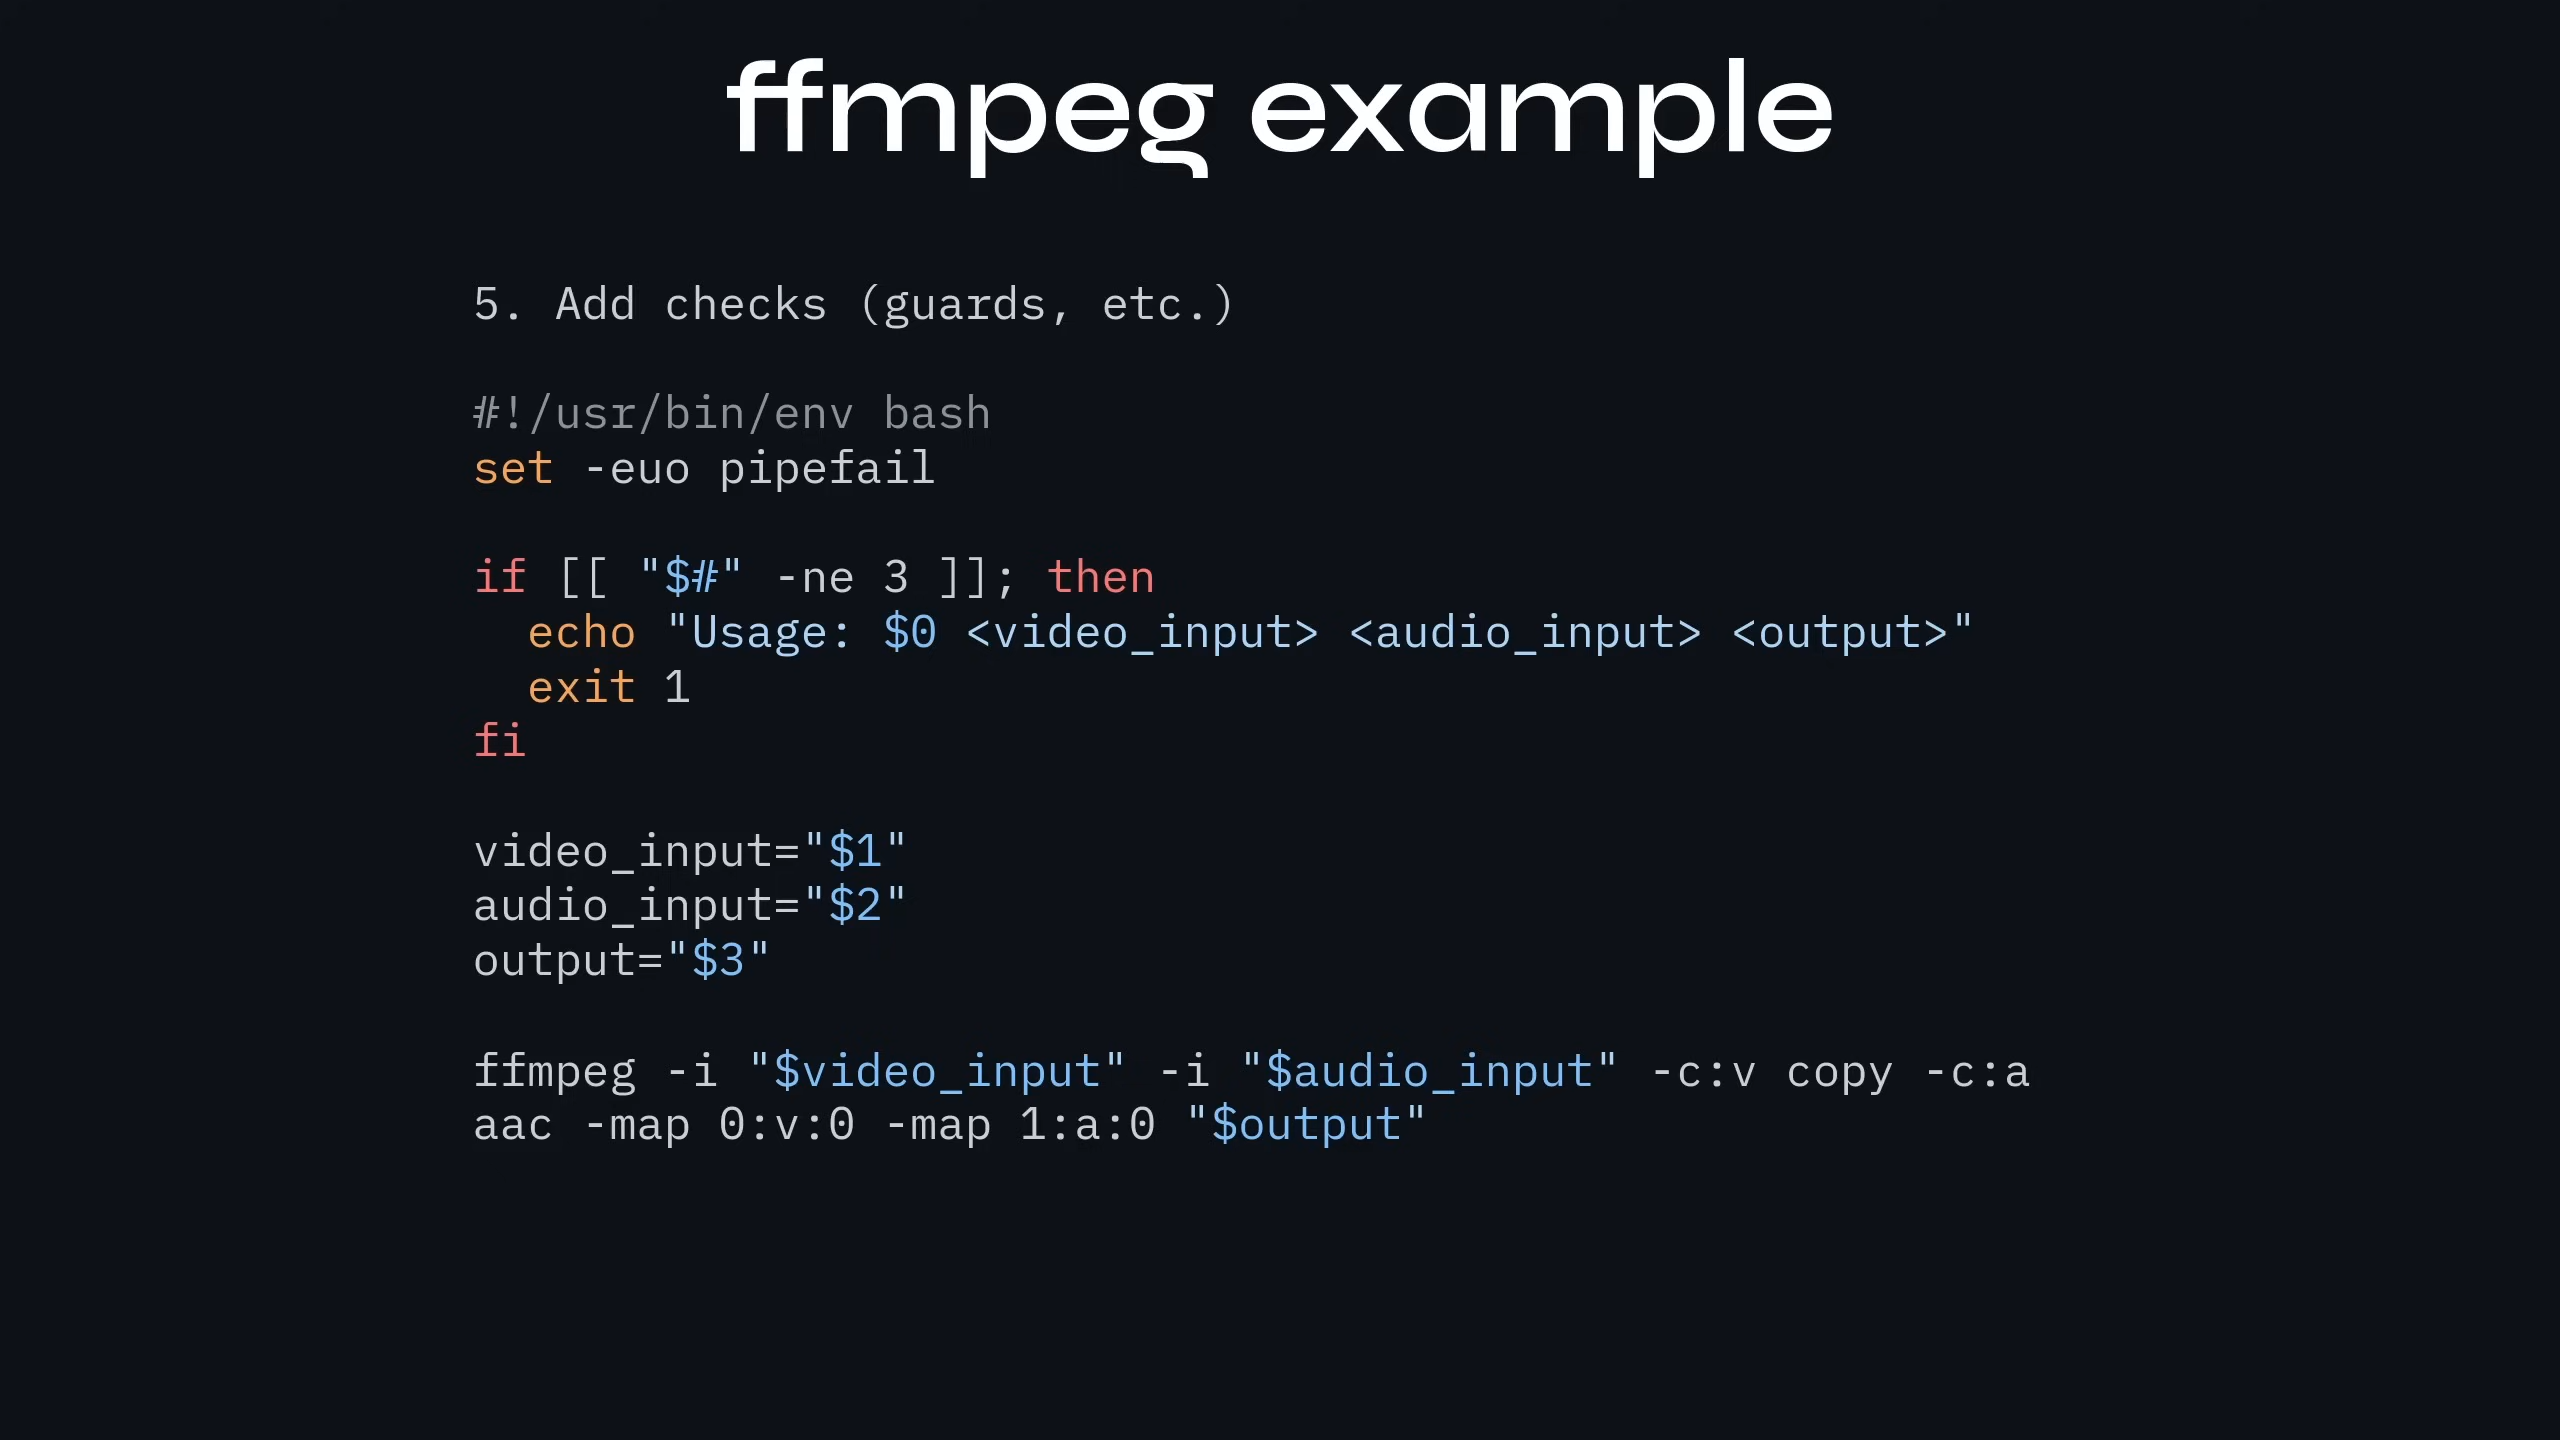 ffmpeg example
5. Add checks (guards, etc.)
#!/usr/bin/env bash
set -euo pipefail
if [[ "$#" -ne 3 ]]; then
  echo "Usage: $0 <video_input> <audio_input> <output>"
  exit 1
fi
video_input="$1"
audio_input="$2"
output="$3"
ffmpeg -i "$video_input" -i "$audio_input" -c:v copy -c:a
aac -map 0:v:0 -map 1:a:0 "$output"